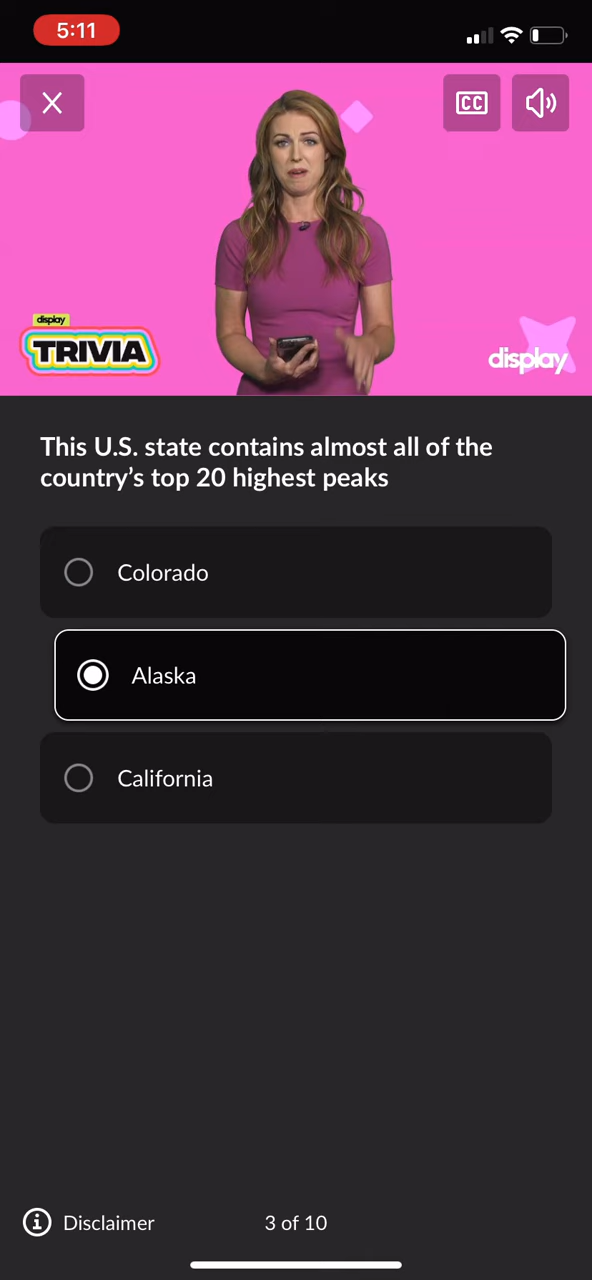 5:11
CC
display
TRIVIA
display
This U.S. state contains almost all of the
country’s top 20 highest peaks
Colorado
Alaska
California
Disclaimer
3 of 10